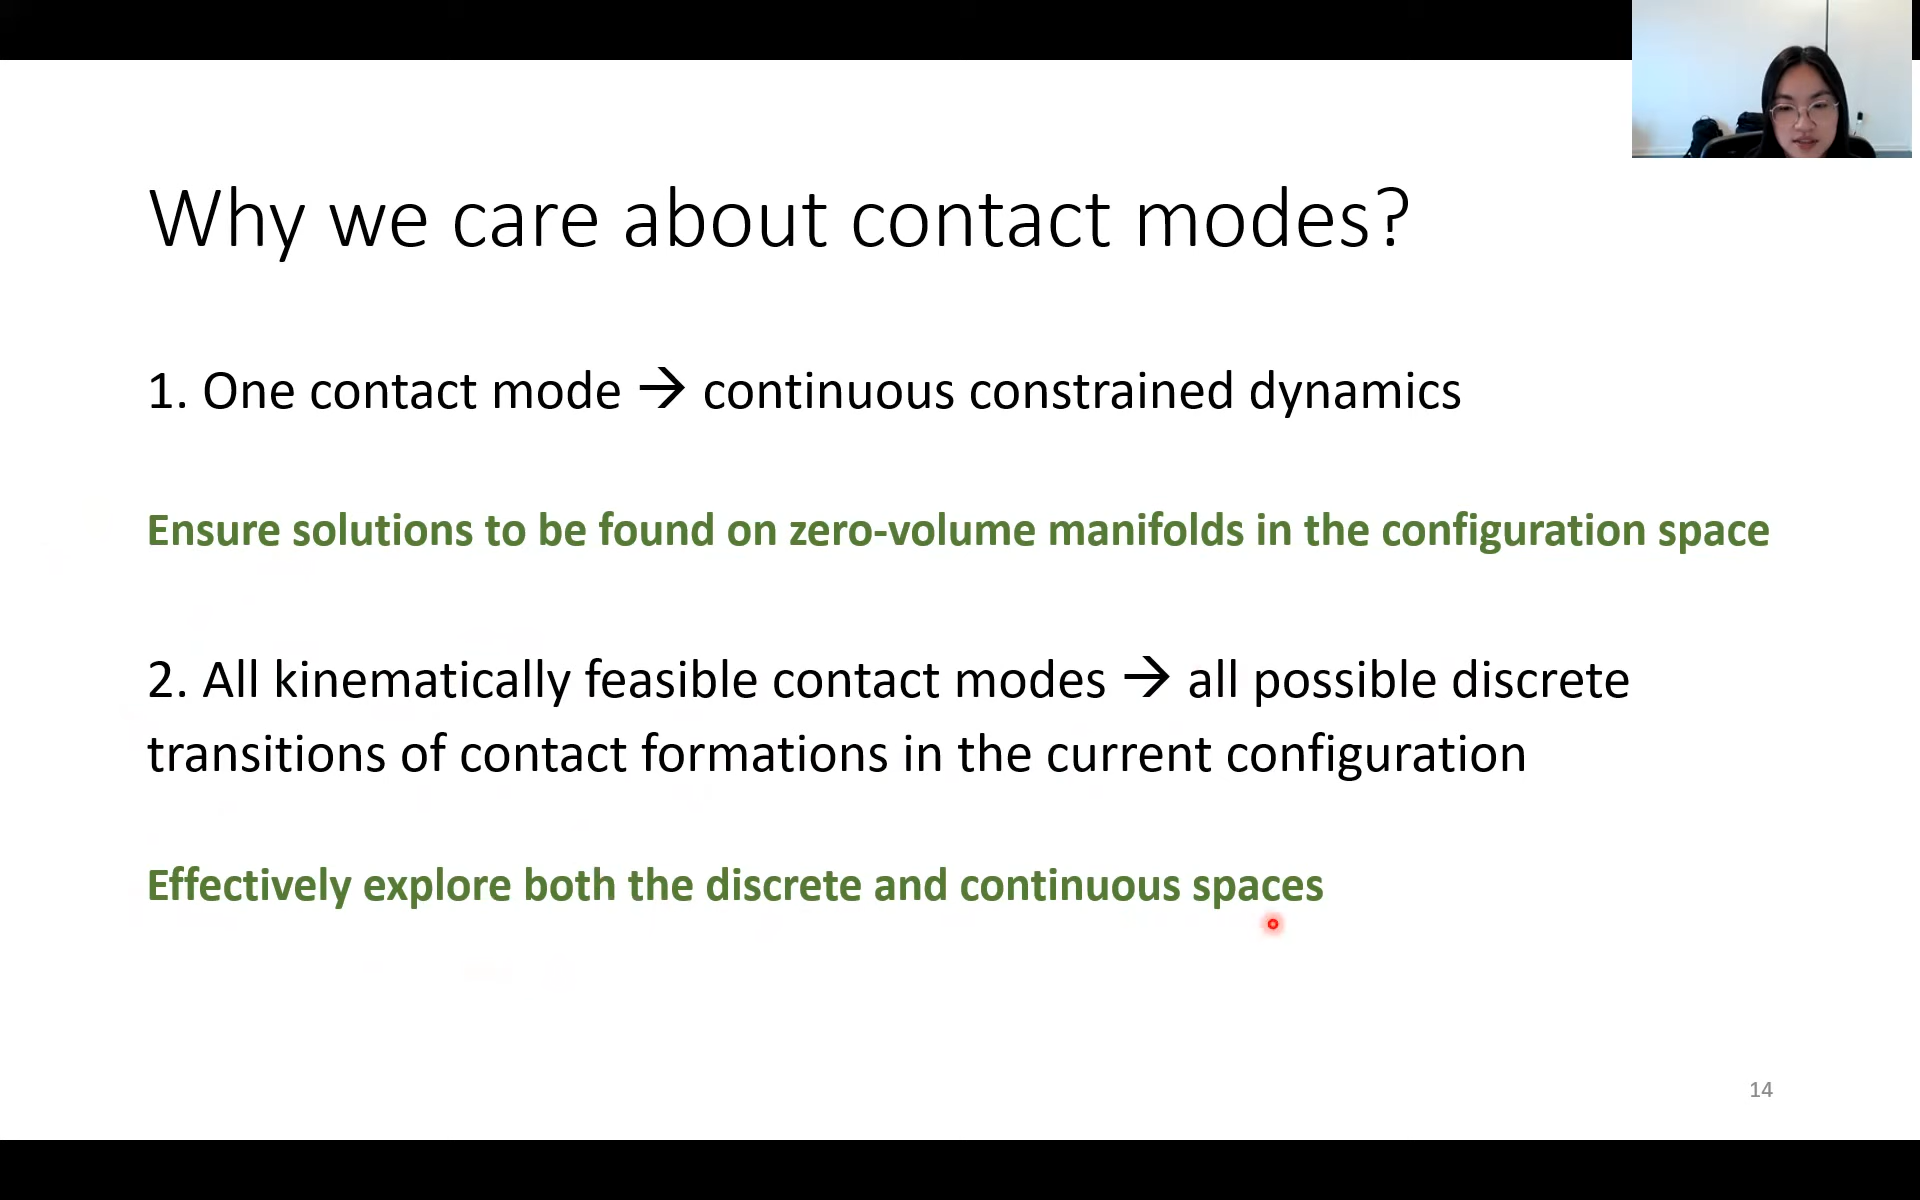 Why we care about contact modes?
1. One contact mode → continuous constrained dynamics
Ensure solutions to be found on zero-volume manifolds in the configuration space
2. All kinematically feasible contact modes → all possible discrete
transitions of contact formations in the current configuration
Effectively explore both the discrete and continuous spaces
14